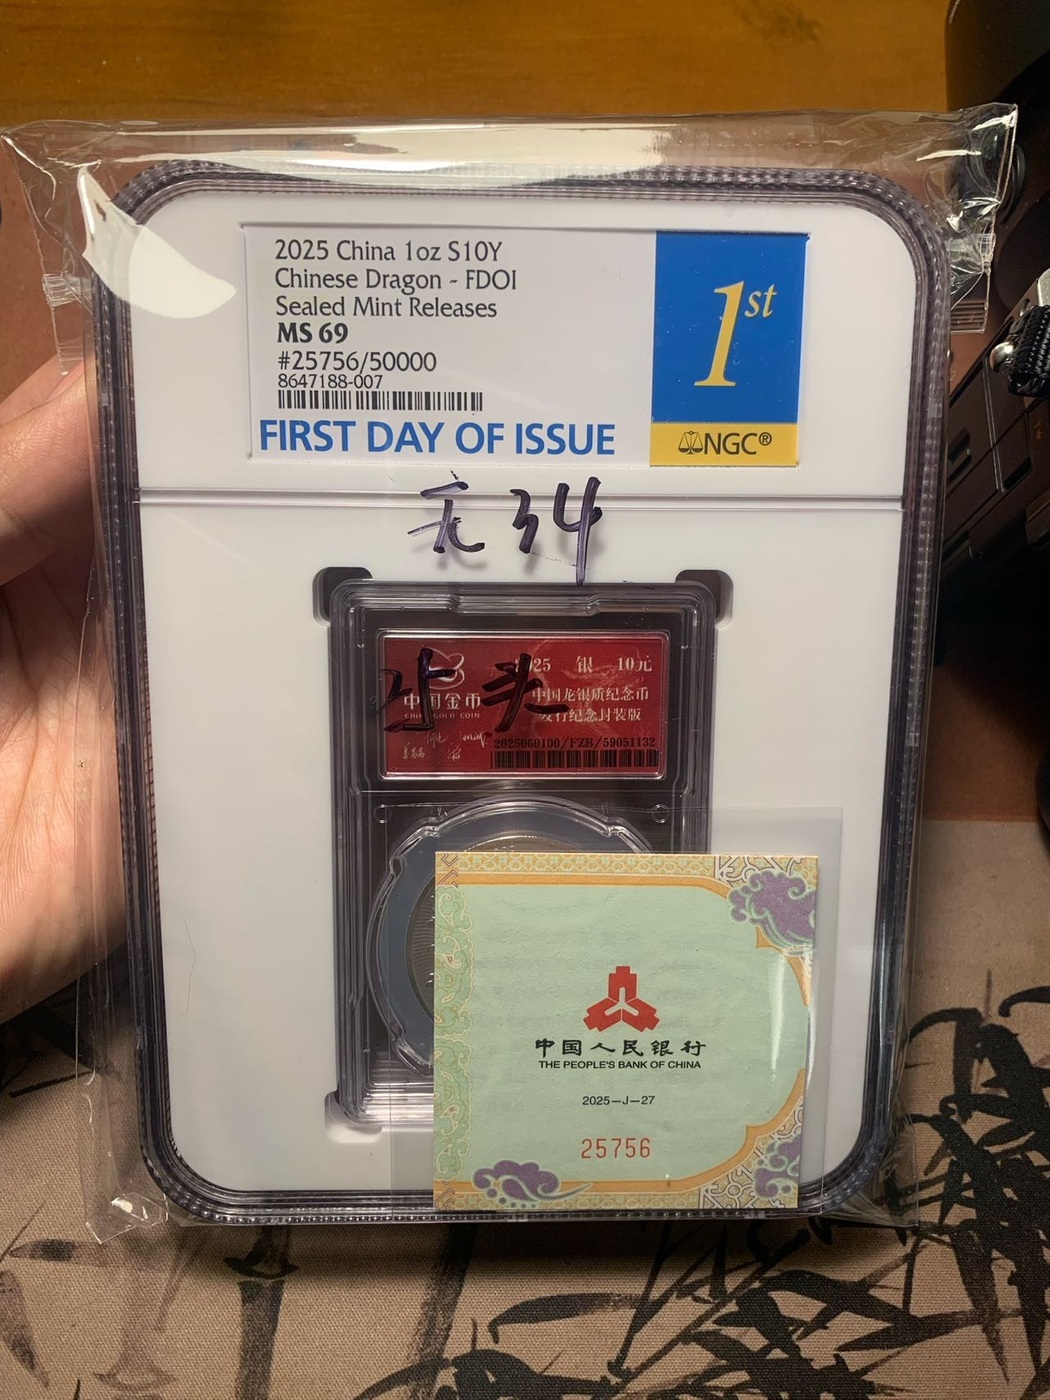 2025 China 1oz S10Y
Chinese Dragon - FDOI
Sealed Mint Releases
MS 69
#25756/50000
8647188-007
FIRST DAY OF ISSUE
1st
NGC®
无 34
2025 银 10元
中国金币
CHINA GOLD COIN
中国龙银质纪念币
发行纪念封装版
2025060100/FZB/59051132
中国人民银行
THE PEOPLE'S BANK OF CHINA
2025-J-27
25756